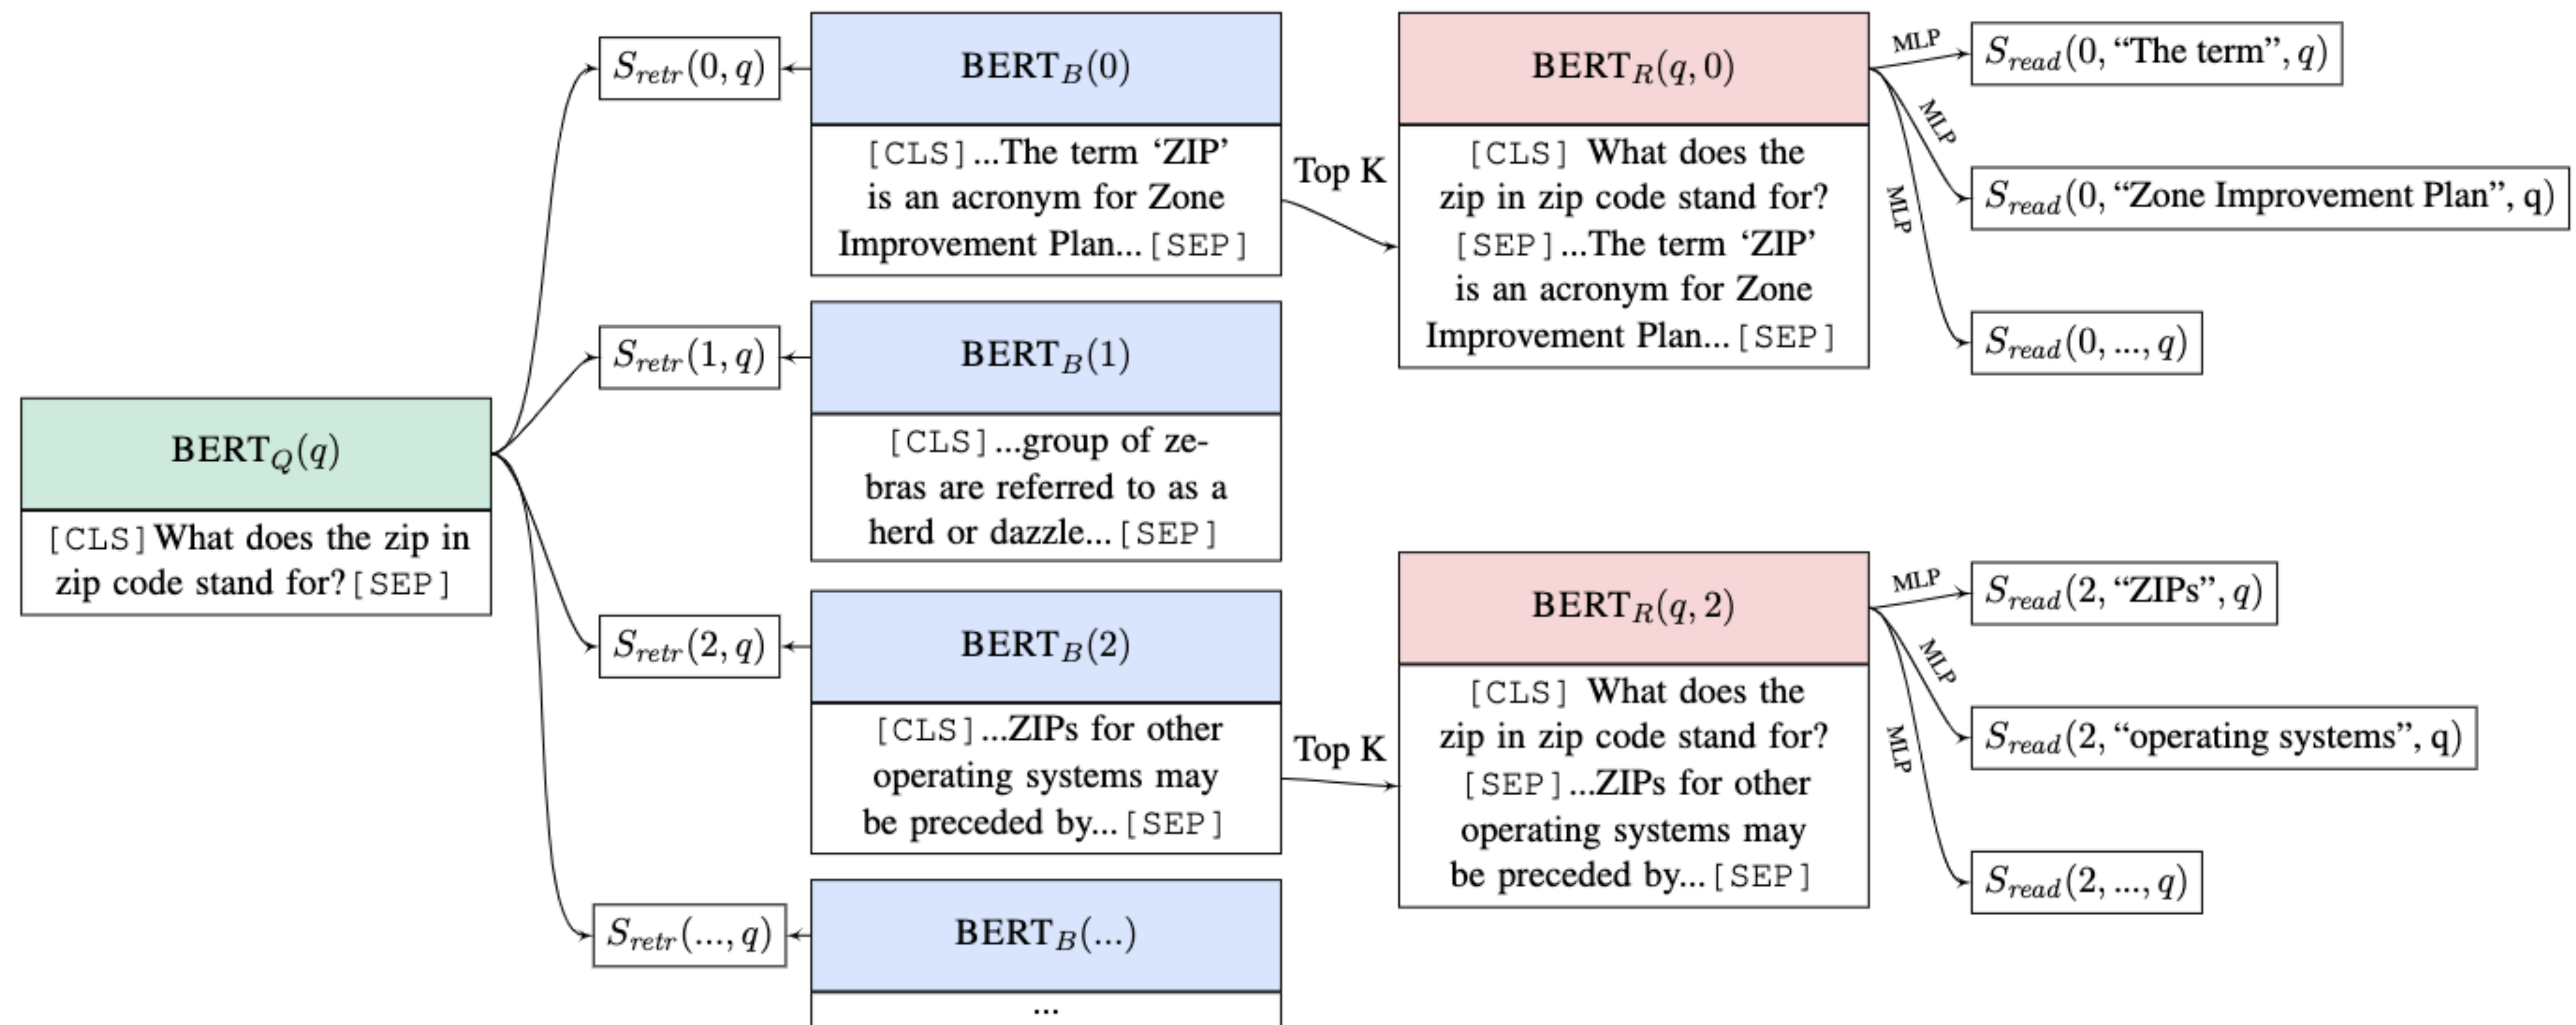 BERT_Q(q)
[CLS]What does the zip in
zip code stand for?[SEP]
S_retr(0, q)
S_retr(1, q)
S_retr(2, q)
S_retr(..., q)
BERT_B(0)
[CLS]...The term ‘ZIP’
is an acronym for Zone
Improvement Plan...[SEP]
BERT_B(1)
[CLS]...group of ze-
bras are referred to as a
herd or dazzle...[SEP]
BERT_B(2)
[CLS]...ZIPs for other
operating systems may
be preceded by...[SEP]
BERT_B(...)
...
Top K
Top K
BERT_R(q, 0)
[CLS] What does the
zip in zip code stand for?
[SEP]...The term ‘ZIP’
is an acronym for Zone
Improvement Plan...[SEP]
MLP
MLP
MLP
S_read(0, “The term”, q)
S_read(0, “Zone Improvement Plan”, q)
S_read(0, ..., q)
BERT_R(q, 2)
[CLS] What does the
zip in zip code stand for?
[SEP]...ZIPs for other
operating systems may
be preceded by...[SEP]
MLP
MLP
MLP
S_read(2, “ZIPs”, q)
S_read(2, “operating systems”, q)
S_read(2, ..., q)